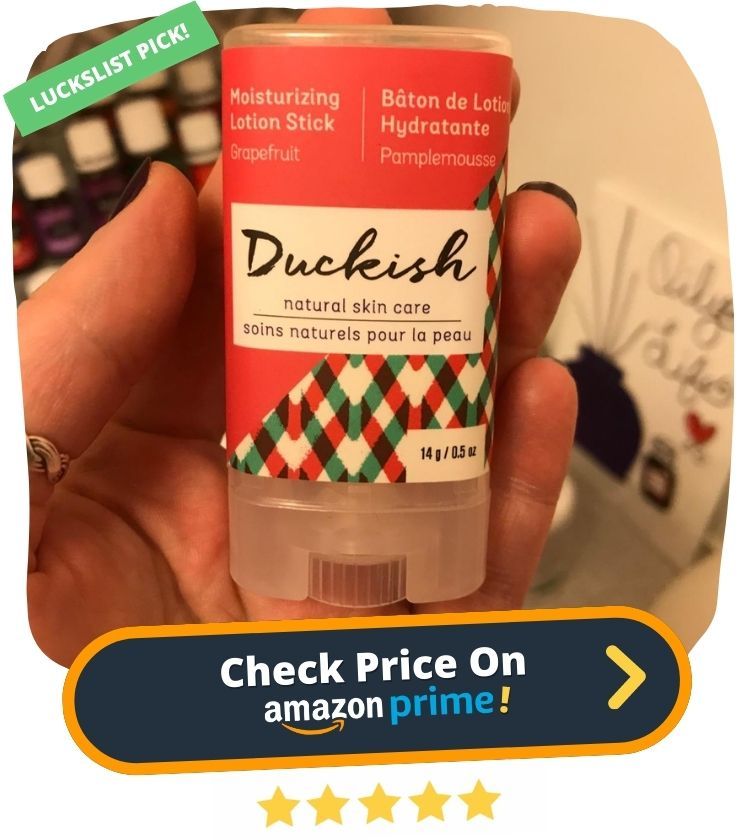 LUCKSLIST PICK!
Moisturizing
Lotion Stick
Grapefruit
Bâton de Lotion
Hydratante
Pamplemousse
Duckish
natural skin care
soins naturels pour la peau
14 g / 0.5 oz
Check Price On
amazon prime!